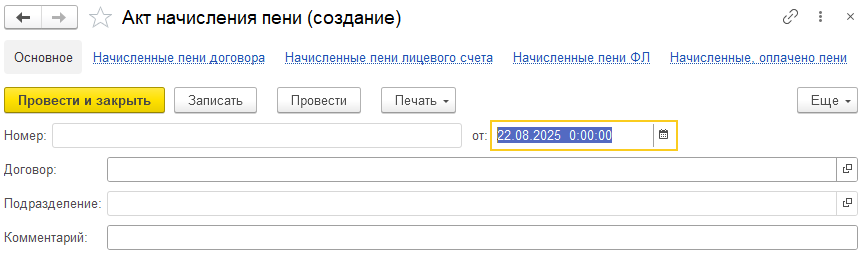 Акт начисления пени (создание)
Основное Начисленные пени договора Начисленные пени лицевого счета Начисленные пени ФЛ Начисленные, оплачено пени
Провести и закрыть Записать Провести Печать Еще
Номер: от: 22.08.2025 0:00:00
Договор:
Подразделение:
Комментарий: